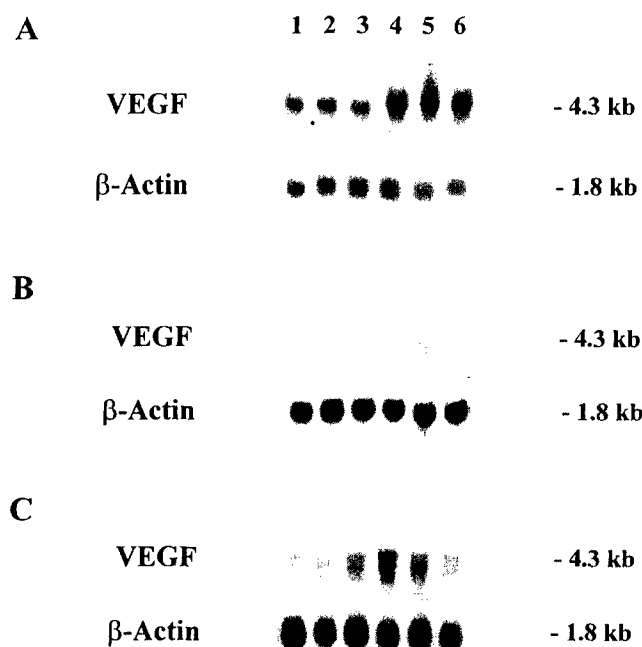 A 1 2 3 4 5 6
VEGF - 4.3 kb
β-Actin - 1.8 kb
B
VEGF - 4.3 kb
β-Actin - 1.8 kb
C
VEGF - 4.3 kb
β-Actin - 1.8 kb